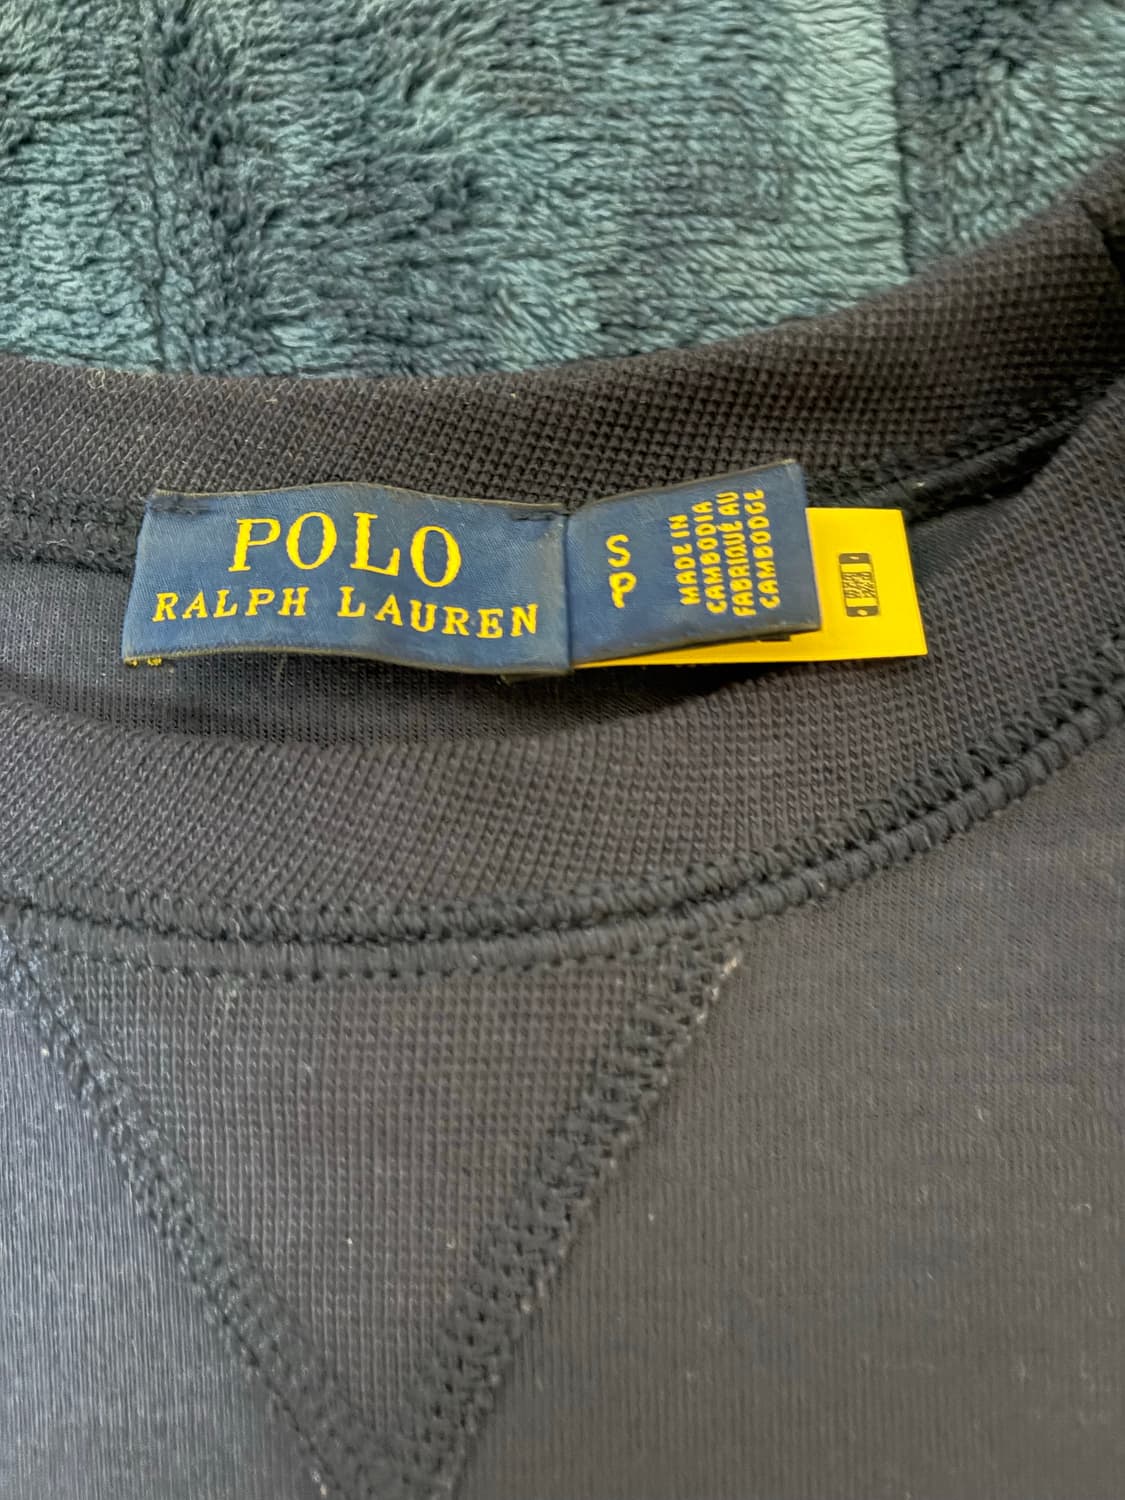 POLO
RALPH LAUREN
S
P
MADE IN
CAMBODIA
FABRIQUÉ AU
CAMBODGE